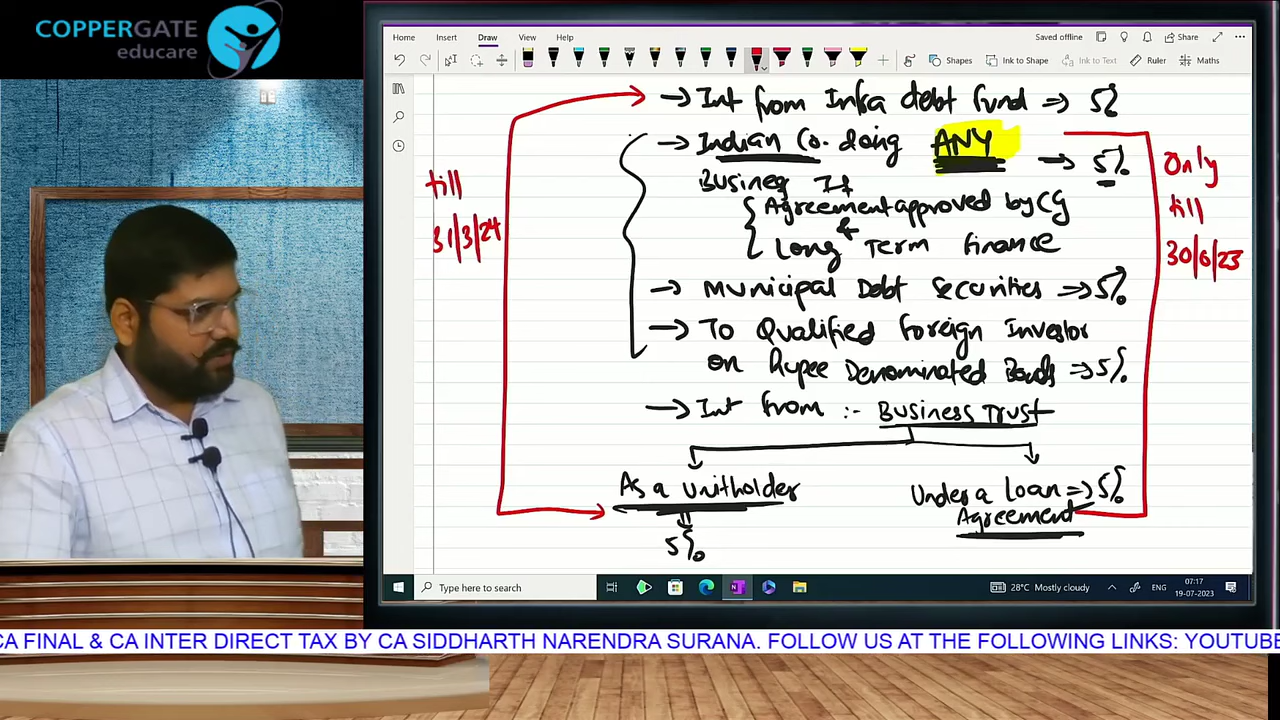 COPPERGATE
educare
Home Insert Draw View Help
Saved offline
Share
Shapes
Ink to Shape
Ink to Text
Ruler
Maths
→ Int from Infra debt fund ⇒ 5%
→ Indian Co. doing ANY → 5%
Business If
Agreement approved by CG
&
Long Term finance
→ Municipal Debt Securities ⇒ 5%
→ To Qualified Foreign Investor
on Rupee Denominated Bonds ⇒ 5%
→ Int from :- Business Trust
As a unitholder
5%
Under a loan ⇒ 5%
Agreement
till
31/3/24
Only
till
30/6/23
Type here to search
28°C Mostly cloudy
ENG
07:17
19-07-2023
CA FINAL & CA INTER DIRECT TAX BY CA SIDDHARTH NARENDRA SURANA. FOLLOW US AT THE FOLLOWING LINKS: YOUTUBE